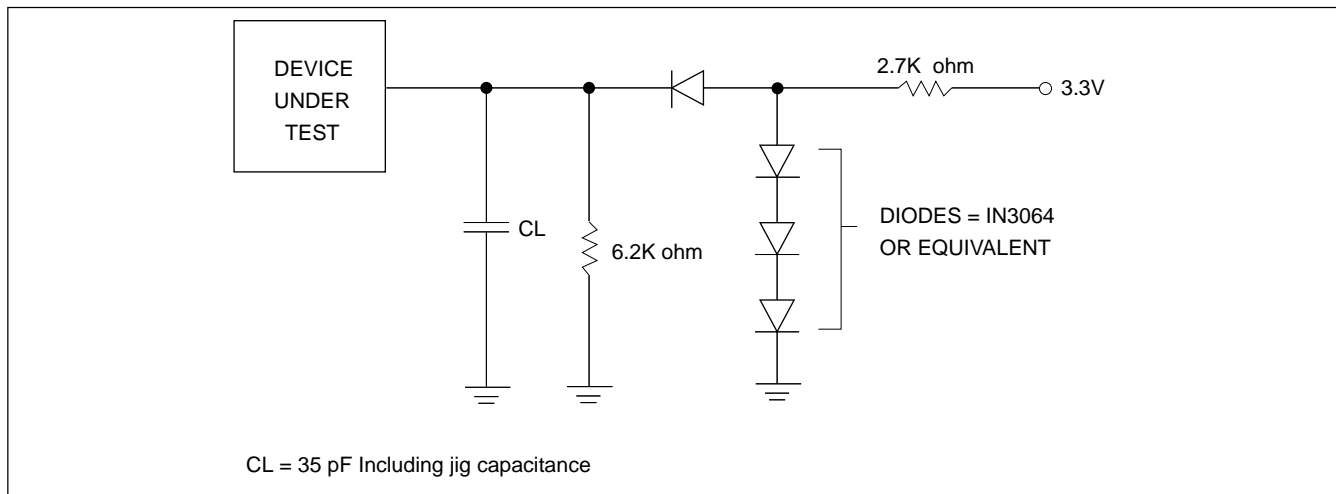 DEVICE
UNDER
TEST
2.7K ohm
3.3V
CL
6.2K ohm
DIODES = IN3064
OR EQUIVALENT
CL = 35 pF Including jig capacitance